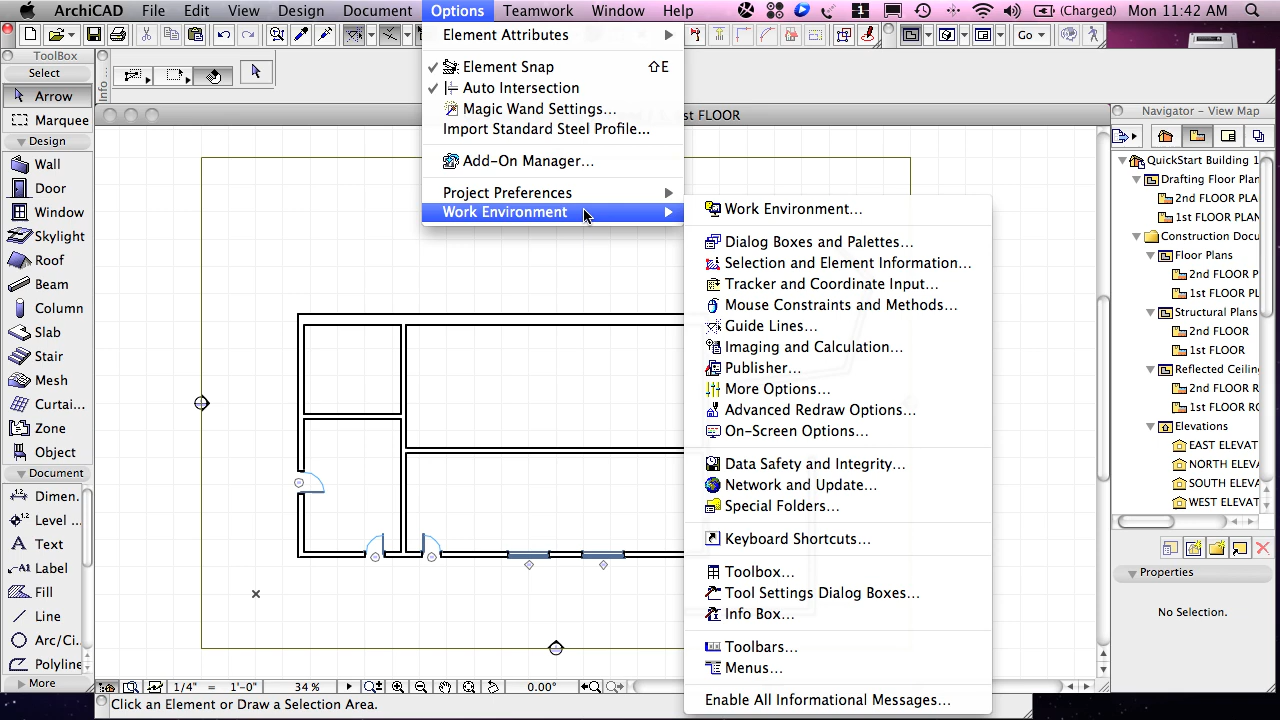 ArchiCAD File Edit View Design Document Options Teamwork Window Help (Charged) Mon 11:42 AM
Go
ToolBox
Select
Arrow
Marquee
Design
Wall
Door
Window
Skylight
Roof
Beam
Column
Slab
Stair
Mesh
Curtai...
Zone
Object
Document
Dimen.
Level ...
Text
Label
Fill
Line
Arc/Ci..
Polyline
More
Info
Element Attributes
Element Snap ⇧E
Auto Intersection
Magic Wand Settings...
Import Standard Steel Profile...
Add-On Manager...
Project Preferences
Work Environment
Work Environment...
Dialog Boxes and Palettes...
Selection and Element Information...
Tracker and Coordinate Input...
Mouse Constraints and Methods...
Guide Lines...
Imaging and Calculation...
Publisher...
More Options...
Advanced Redraw Options...
On-Screen Options...
Data Safety and Integrity...
Network and Update...
Special Folders...
Keyboard Shortcuts...
Toolbox...
Tool Settings Dialog Boxes...
Info Box...
Toolbars...
Menus...
Enable All Informational Messages...
st FLOOR
Navigator - View Map
QuickStart Building 1
Drafting Floor Plan
2nd FLOOR PLAN
1st FLOOR PLAN
Construction Docu
Floor Plans
2nd FLOOR P
1st FLOOR PL
Structural Plans
2nd FLOOR
1st FLOOR
Reflected Ceilin
2nd FLOOR R
1st FLOOR RC
Elevations
EAST ELEVAT
NORTH ELEVA
SOUTH ELEVA
WEST ELEVAT
Properties
No Selection.
1/4" = 1'-0" 34 % 0.00°
Click an Element or Draw a Selection Area.